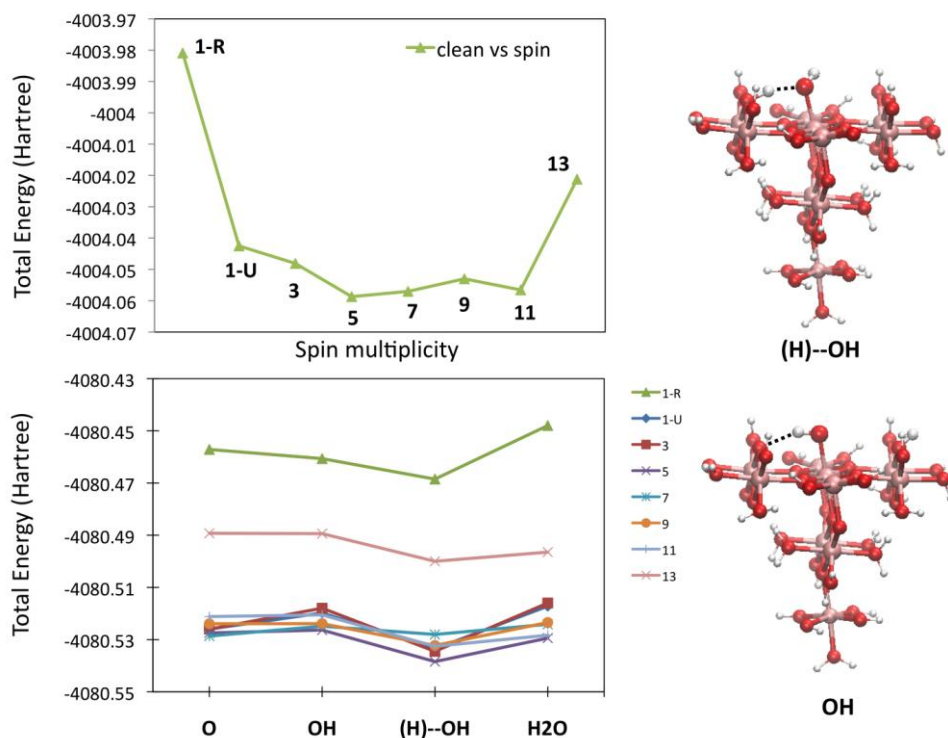 -4003.97
-4003.98
-4003.99
-4004
-4004.01
-4004.02
-4004.03
-4004.04
-4004.05
-4004.06
-4004.07
Total Energy (Hartree)
1-R
1-U
3
5
7
9
11
13
clean vs spin
Spin multiplicity
(H)--OH
-4080.43
-4080.45
-4080.47
-4080.49
-4080.51
-4080.53
-4080.55
Total Energy (Hartree)
O OH (H)--OH H2O
1-R
1-U
3
5
7
9
11
13
OH